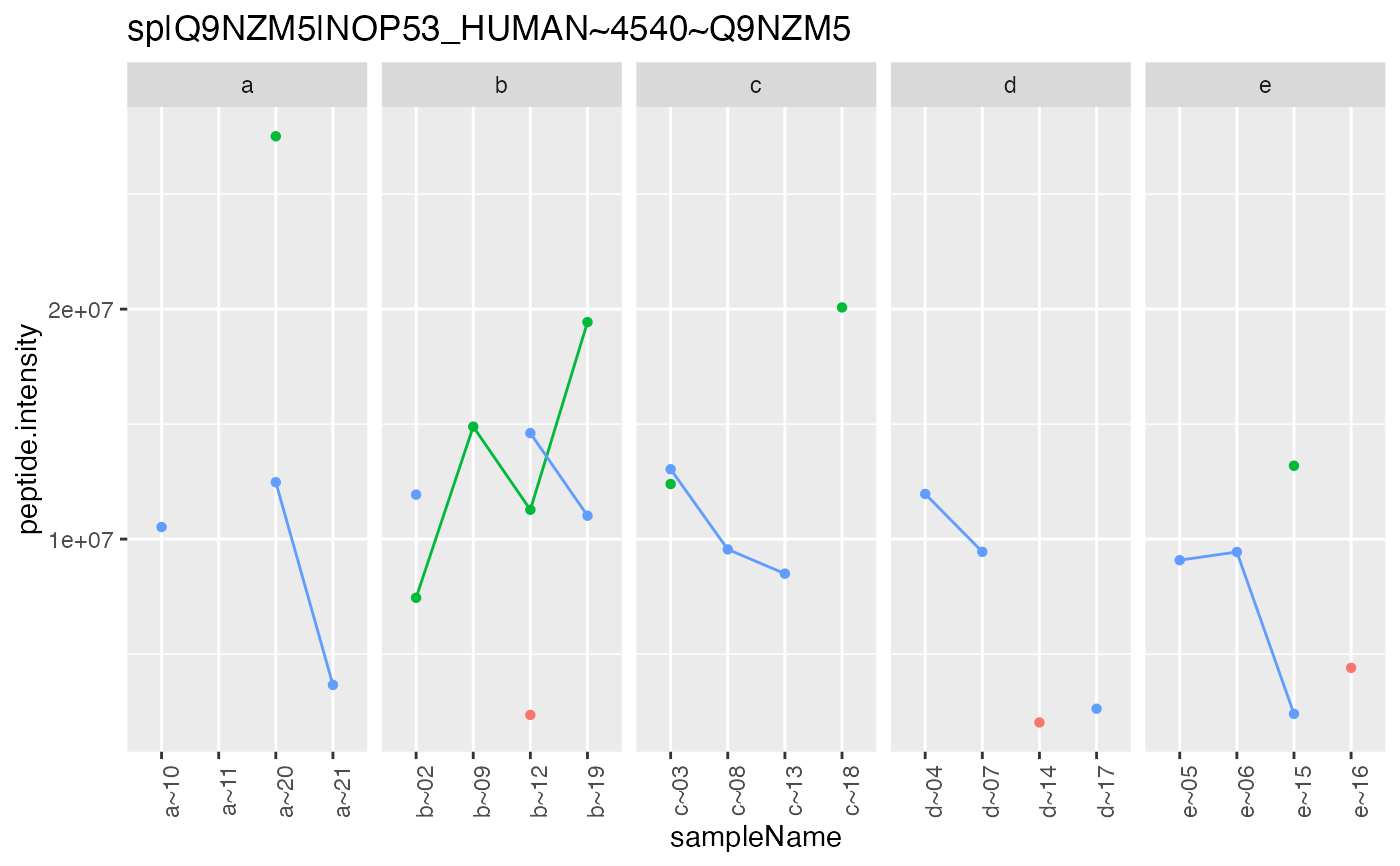 sp|Q9NZM5|NOP53_HUMAN~4540~Q9NZM5
a b c d e
peptide.intensity
2e+07
1e+07
a~10 a~11 a~20 a~21 b~02 b~09 b~12 b~19 c~03 c~08 c~13 c~18 d~04 d~07 d~14 d~17 e~05 e~06 e~15 e~16
sampleName